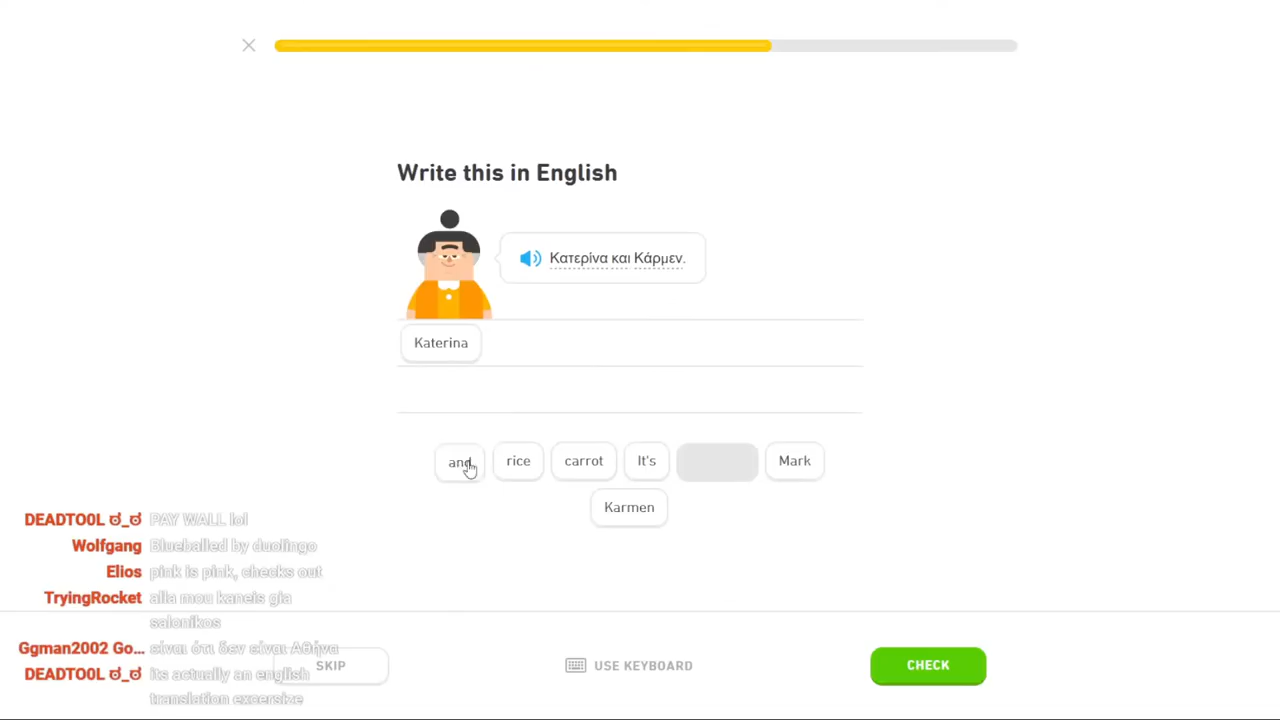 Write this in English
Κατερίνα και Κάρμεν.
Katerina
and rice carrot It's Mark
Karmen
DEADTO0L ಠ_ಠ PAY WALL lol
Wolfgang Blueballed by duolingo
Elios pink is pink, checks out
TryingRocket alla mou kaneis gia
salonikos
Ggman2002 Go... είναι ότι δεν είναι Αθήνα
DEADTO0L ಠ_ಠ its actually an english
translation excersize
SKIP USE KEYBOARD CHECK